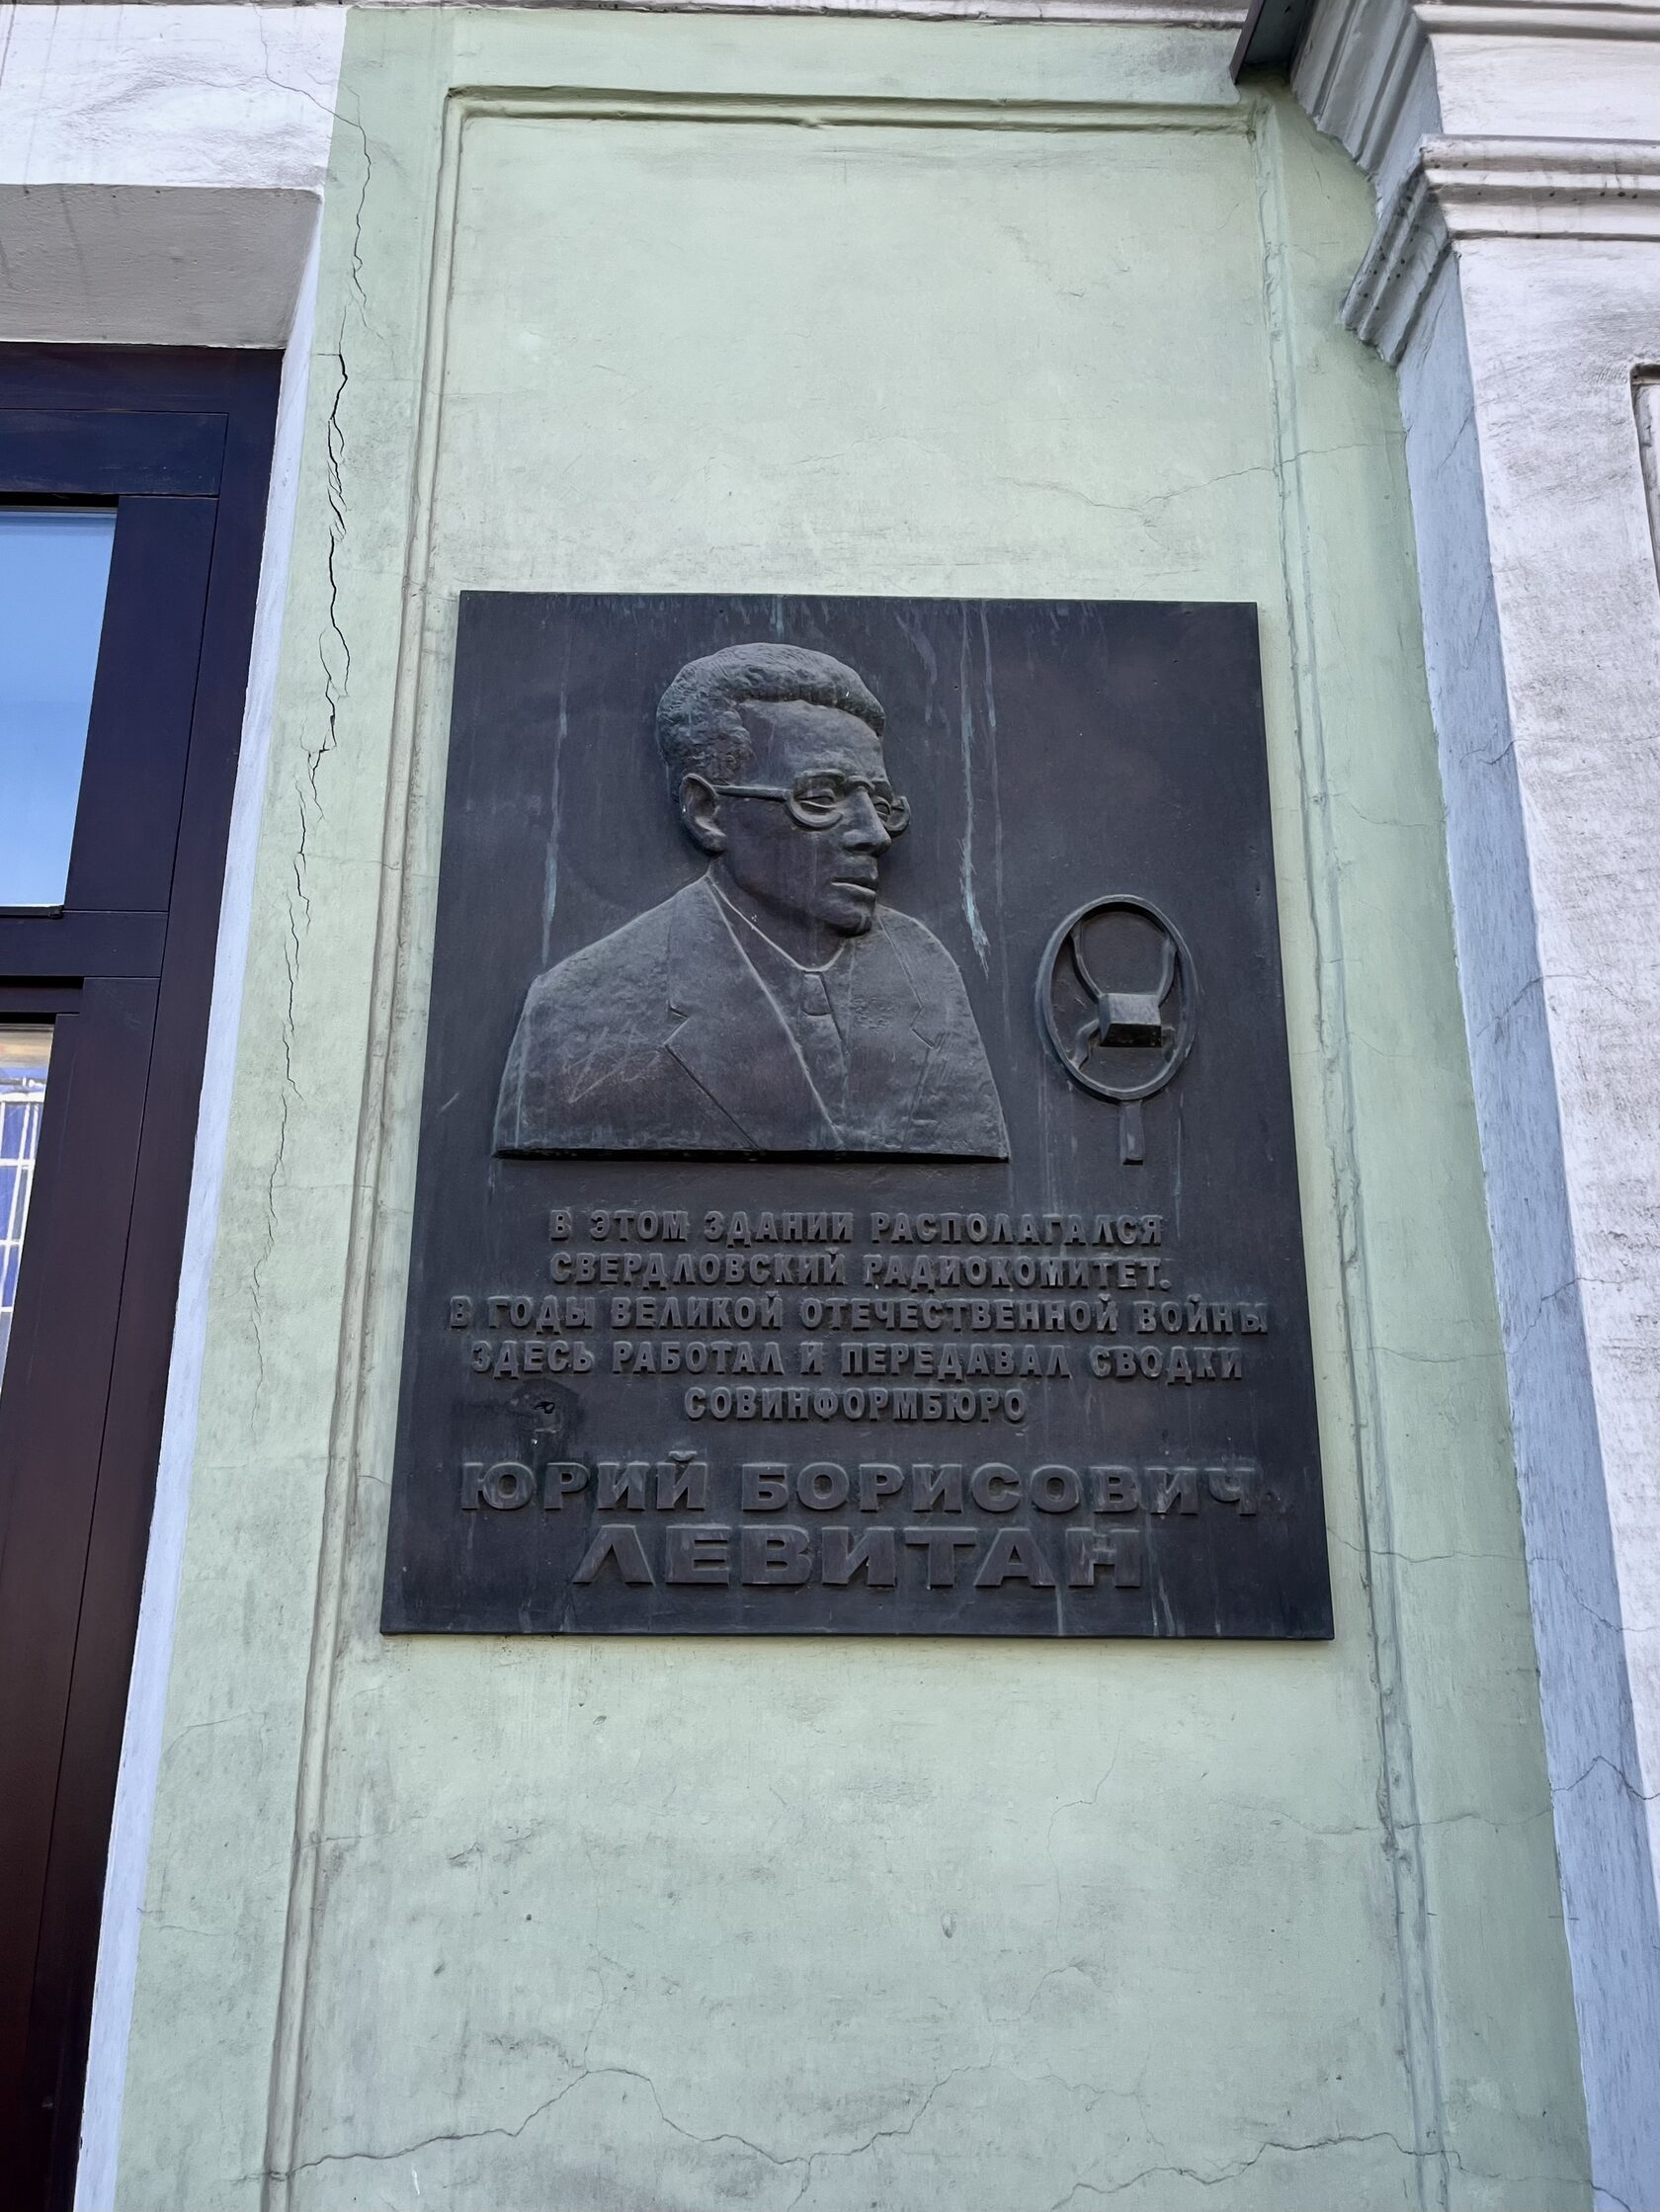 В ЭТОМ ЗДАНИИ РАСПОЛАГАЛСЯ
СВЕРДЛОВСКИЙ РАДИОКОМИТЕТ.
В ГОДЫ ВЕЛИКОЙ ОТЕЧЕСТВЕННОЙ ВОЙНЫ
ЗДЕСЬ РАБОТАЛ И ПЕРЕДАВАЛ СВОДКИ
СОВИНФОРМБЮРО
ЮРИЙ БОРИСОВИЧ
ЛЕВИТАН